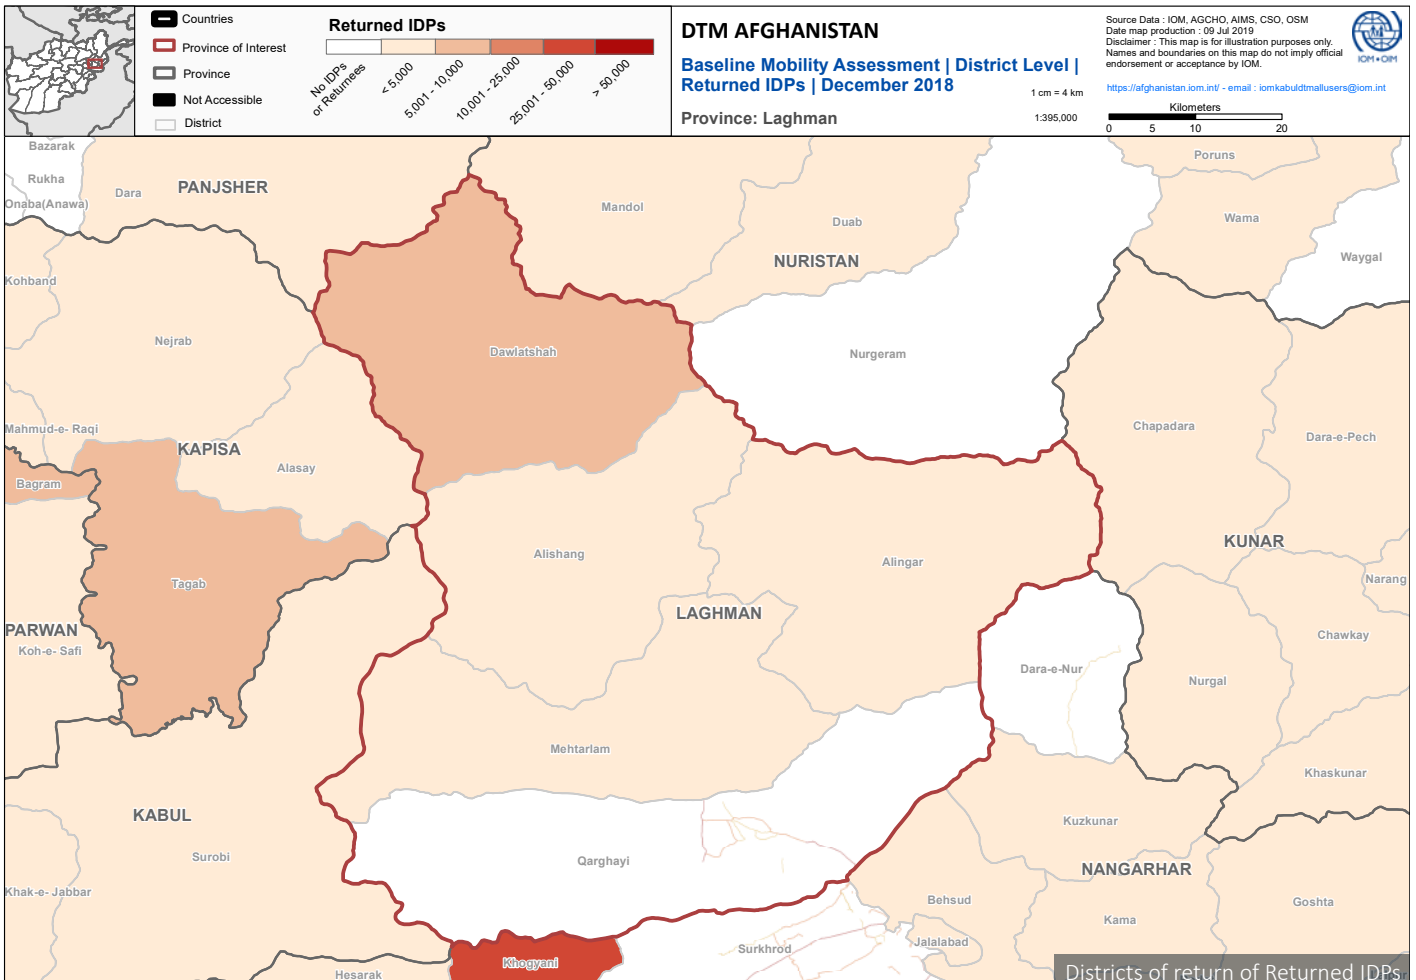 Countries
Province of Interest
Province
Not Accessible
District
Returned IDPs
No IDPs
or Returnees
< 5,000
5,001 - 10,000
10,001 - 25,000
25,001 - 50,000
> 50,000
DTM AFGHANISTAN
Baseline Mobility Assessment | District Level |
Returned IDPs | December 2018
Province: Laghman
1 cm = 4 km
1:395,000
Source Data : IOM, AGCHO, AIMS, CSO, OSM
Date map production : 09 Jul 2019
Disclaimer : This map is for illustration purposes only.
Names and boundaries on this map do not imply official
endorsement or acceptance by IOM.
https://afghanistan.iom.int/ - email : iomkabuldtmallusers@iom.int
Kilometers
0 5 10 20
IOM•OIM
Bazarak
Rukha
Onaba(Anawa)
Dara
PANJSHER
Mandol
Duab
NURISTAN
Poruns
Wama
Waygal
Kohband
Nejrab
Dawlatshah
Nurgeram
Mahmud-e- Raqi
KAPISA
Alasay
Bagram
Chapadara
Dara-e-Pech
Tagab
Alishang
Alingar
KUNAR
Narang
PARWAN
Koh-e- Safi
LAGHMAN
Chawkay
Dara-e-Nur
Nurgal
Mehtarlam
Khaskunar
KABUL
Surobi
Kuzkunar
Qarghayi
NANGARHAR
Khak-e- Jabbar
Behsud
Kama
Goshta
Jalalabad
Surkhrod
Khogyani
Hesarak
Districts of return of Returned IDPs